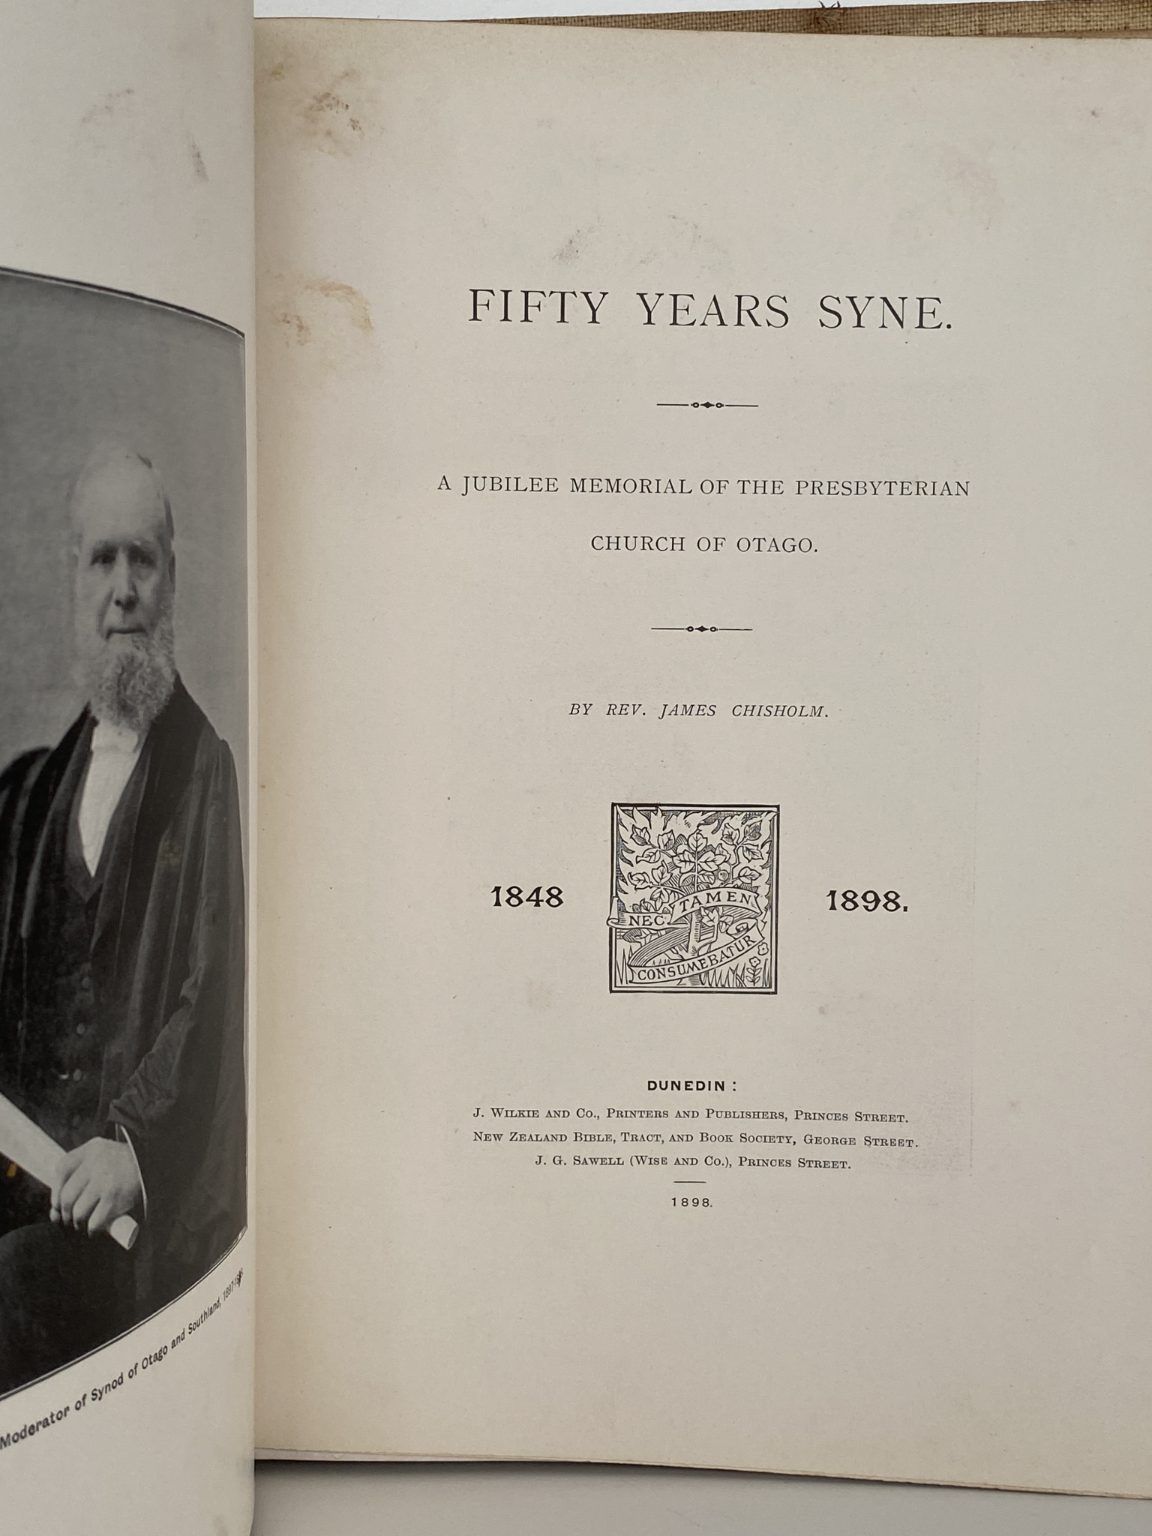 FIFTY YEARS SYNE.
A JUBILEE MEMORIAL OF THE PRESBYTERIAN
CHURCH OF OTAGO.
BY REV. JAMES CHISHOLM.
1848
NEC TAMEN
CONSUMEBATUR
1898.
DUNEDIN:
J. WILKIE AND CO., PRINTERS AND PUBLISHERS, PRINCES STREET.
NEW ZEALAND BIBLE, TRACT, AND BOOK SOCIETY, GEORGE STREET.
J. G. SAWELL (WISE AND CO.), PRINCES STREET.
1898.
Moderator of Synod of Otago and Southland,